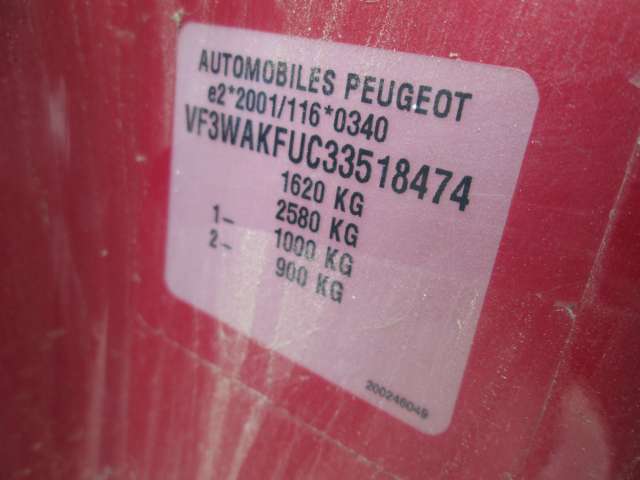 AUTOMOBILES PEUGEOT
e2*2001/116*0340
VF3WAKFUC33518474
1620 KG
2580 KG
1- 1000 KG
2- 900 KG
200246049